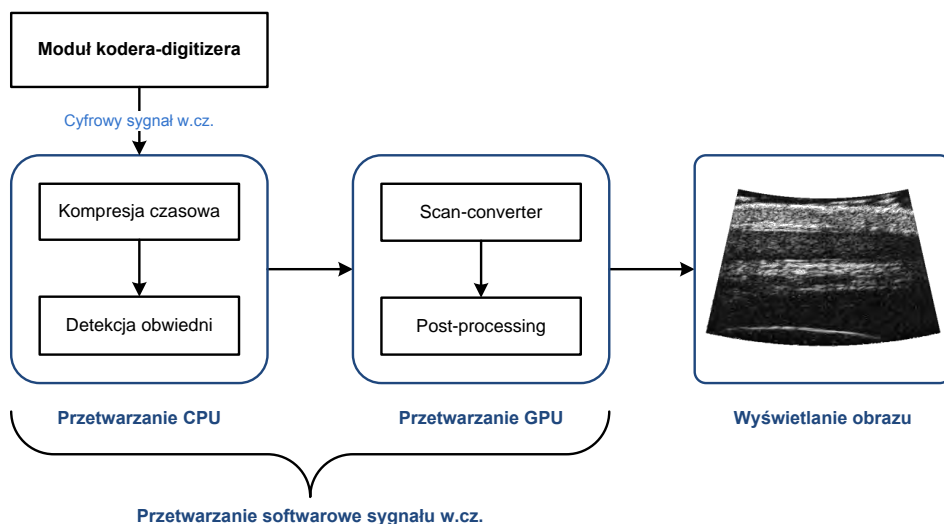 Moduł kodera-digitizera
Cyfrowy sygnał w.cz.
Kompresja czasowa
Detekcja obwiedni
Scan-converter
Post-processing
Przetwarzanie CPU
Przetwarzanie GPU
Wyświetlanie obrazu
Przetwarzanie softwarowe sygnału w.cz.